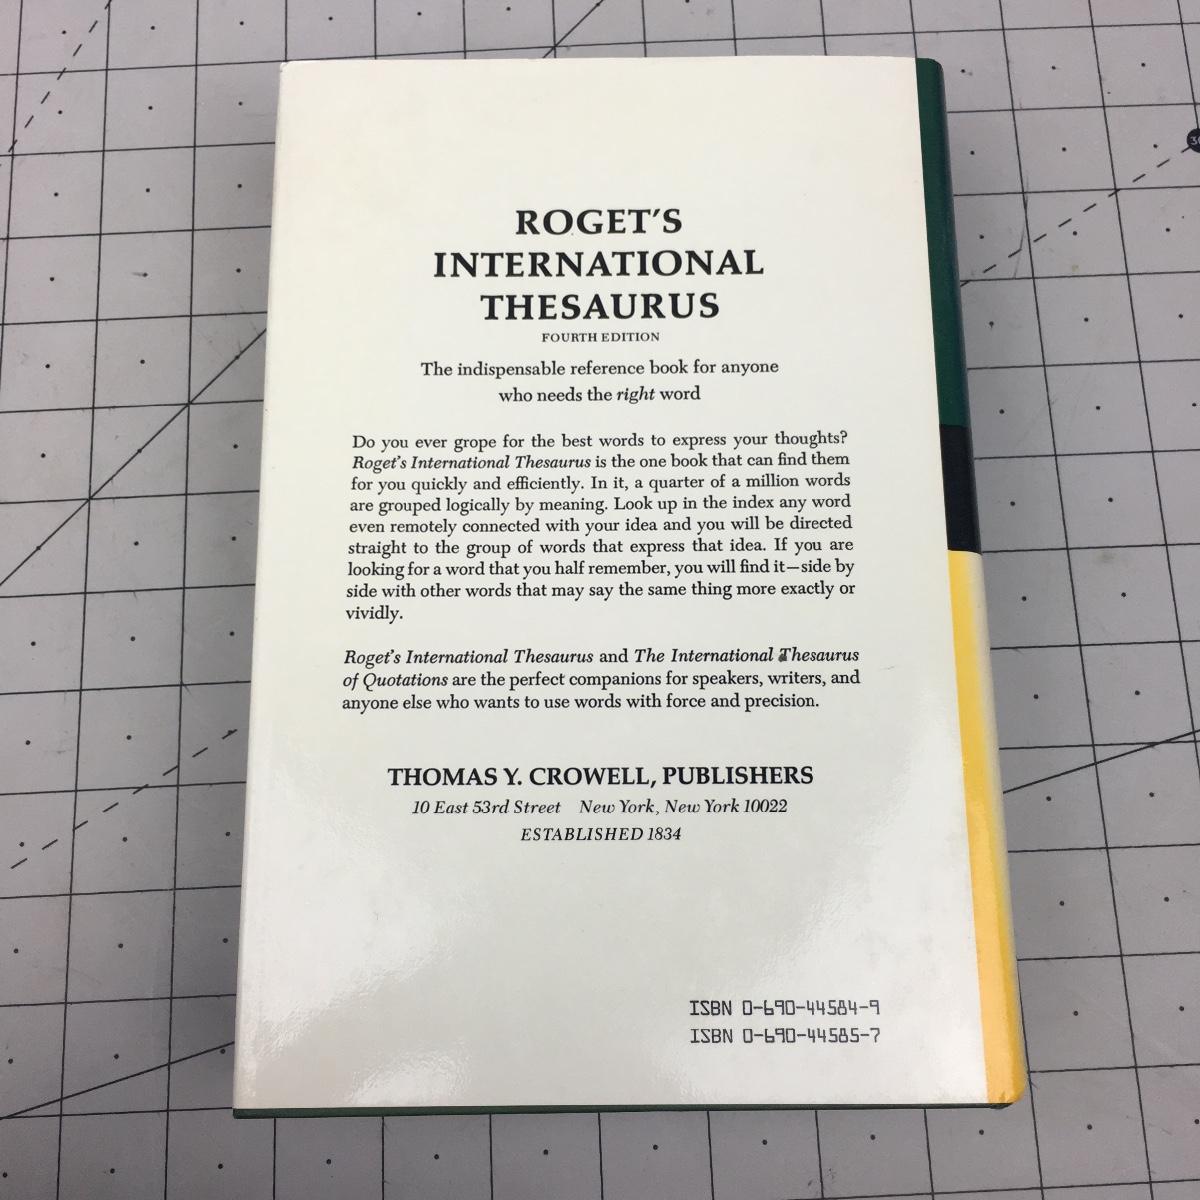 ROGET'S
INTERNATIONAL
THESAURUS
FOURTH EDITION
The indispensable reference book for anyone
who needs the right word
Do you ever grope for the best words to express your thoughts?
Roget's International Thesaurus is the one book that can find them
for you quickly and efficiently. In it, a quarter of a million words
are grouped logically by meaning. Look up in the index any word
even remotely connected with your idea and you will be directed
straight to the group of words that express that idea. If you are
looking for a word that you half remember, you will find it—side by
side with other words that may say the same thing more exactly or
vividly.
Roget's International Thesaurus and The International Thesaurus
of Quotations are the perfect companions for speakers, writers, and
anyone else who wants to use words with force and precision.
THOMAS Y. CROWELL, PUBLISHERS
10 East 53rd Street New York, New York 10022
ESTABLISHED 1834
ISBN 0-690-44584-9
ISBN 0-690-44585-7